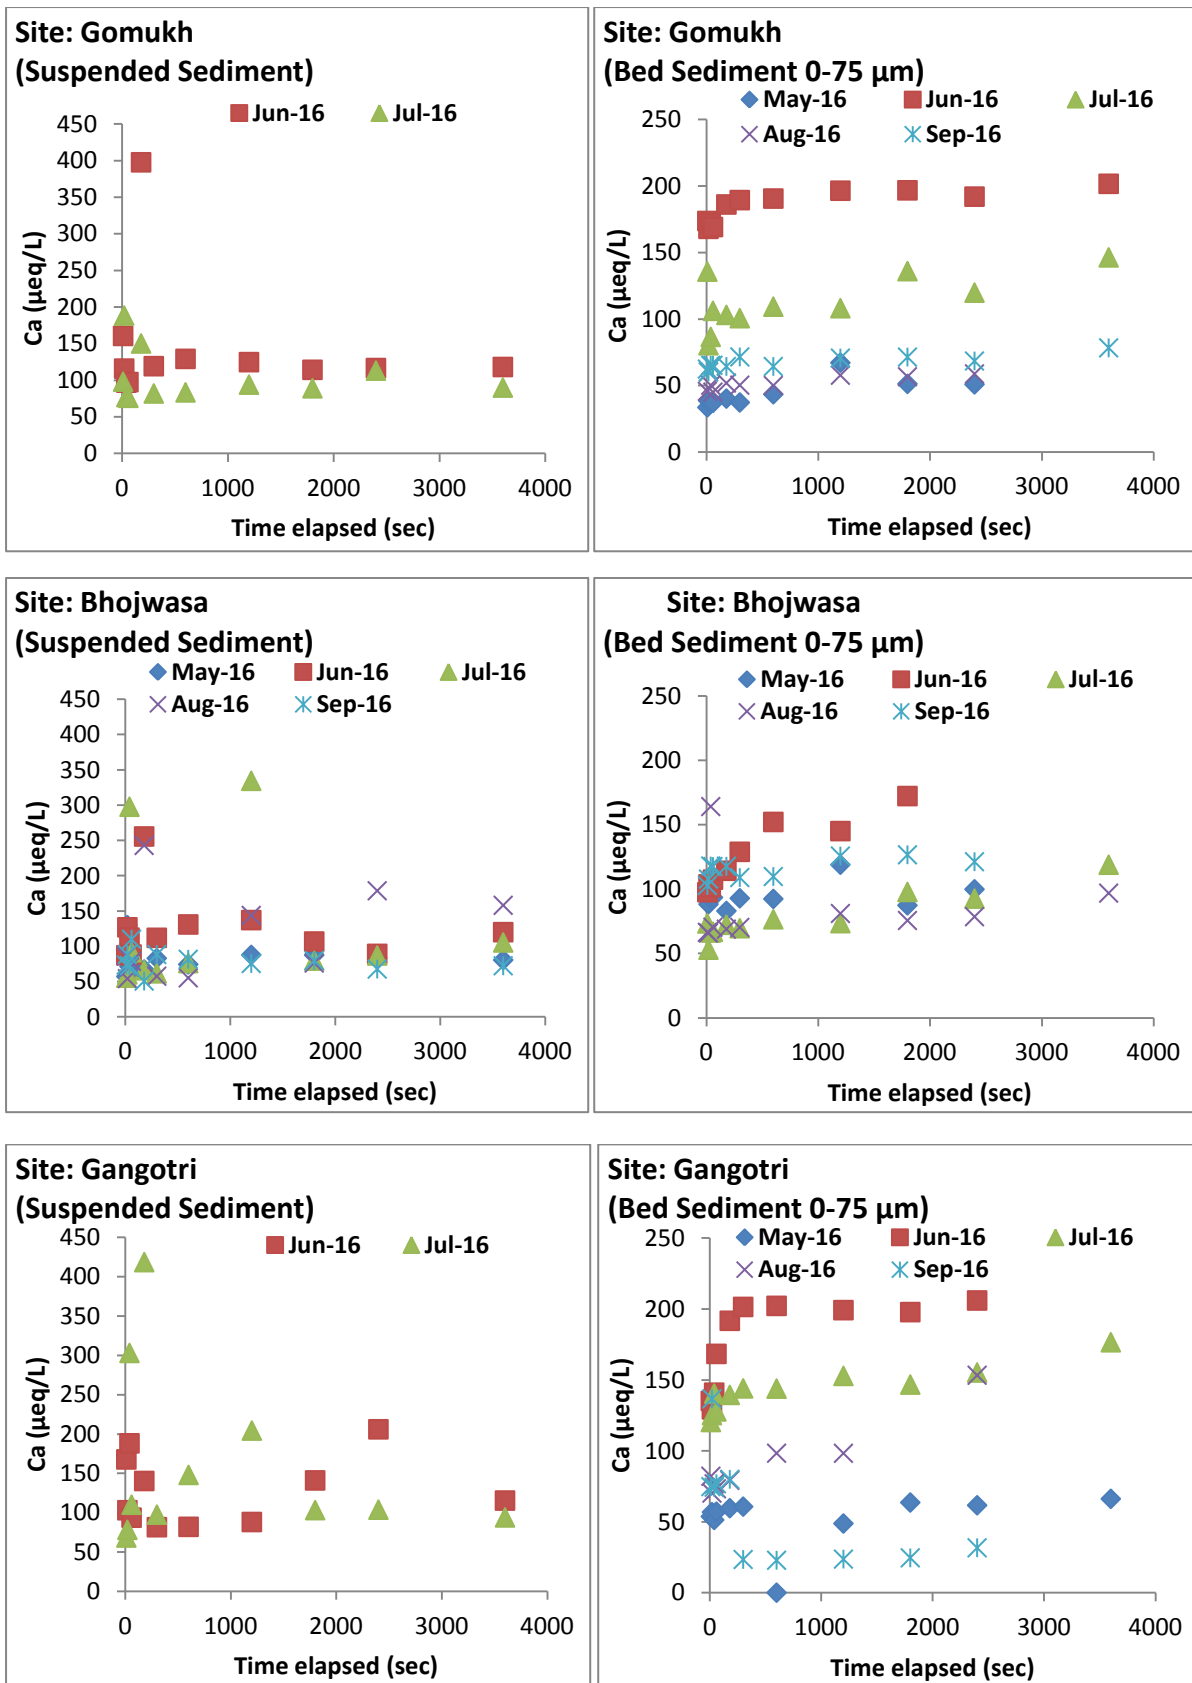 Site: Gomukh
(Suspended Sediment)
Jun-16 Jul-16
450
400
350
300
250
200
150
100
50
0
Ca (µeq/L)
0 1000 2000 3000 4000
Time elapsed (sec)
Site: Gomukh
(Bed Sediment 0-75 µm)
May-16 Jun-16 Jul-16
Aug-16 Sep-16
250
200
150
100
50
0
Ca (µeq/L)
0 1000 2000 3000 4000
Time elapsed (sec)
Site: Bhojwasa
(Suspended Sediment)
May-16 Jun-16 Jul-16
Aug-16 Sep-16
450
400
350
300
250
200
150
100
50
0
Ca (µeq/L)
0 1000 2000 3000 4000
Time elapsed (sec)
Site: Bhojwasa
(Bed Sediment 0-75 µm)
May-16 Jun-16 Jul-16
Aug-16 Sep-16
250
200
150
100
50
0
Ca (µeq/L)
0 1000 2000 3000 4000
Time elapsed (sec)
Site: Gangotri
(Suspended Sediment)
Jun-16 Jul-16
450
400
350
300
250
200
150
100
50
0
Ca (µeq/L)
0 1000 2000 3000 4000
Time elapsed (sec)
Site: Gangotri
(Bed Sediment 0-75 µm)
May-16 Jun-16 Jul-16
Aug-16 Sep-16
250
200
150
100
50
0
Ca (µeq/L)
0 1000 2000 3000 4000
Time elapsed (sec)